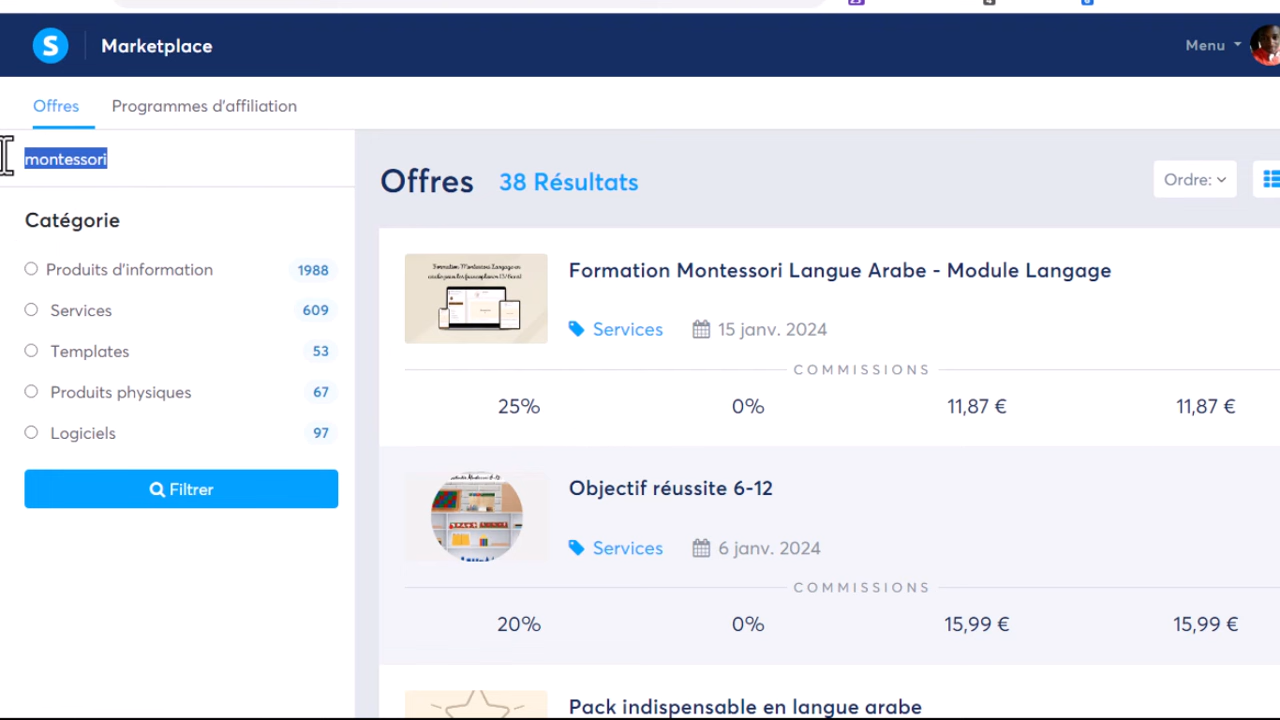 S
Marketplace
Menu
Offres
Programmes d'affiliation
montessori
Catégorie
Produits d'information 1988
Services 609
Templates 53
Produits physiques 67
Logiciels 97
Filtrer
Offres 38 Résultats
Ordre:
Formation Montessori Langue Arabe - Module Langage
Services 15 janv. 2024
COMMISSIONS
25% 0% 11,87 € 11,87 €
Objectif réussite 6-12
Services 6 janv. 2024
COMMISSIONS
20% 0% 15,99 € 15,99 €
Pack indispensable en langue arabe